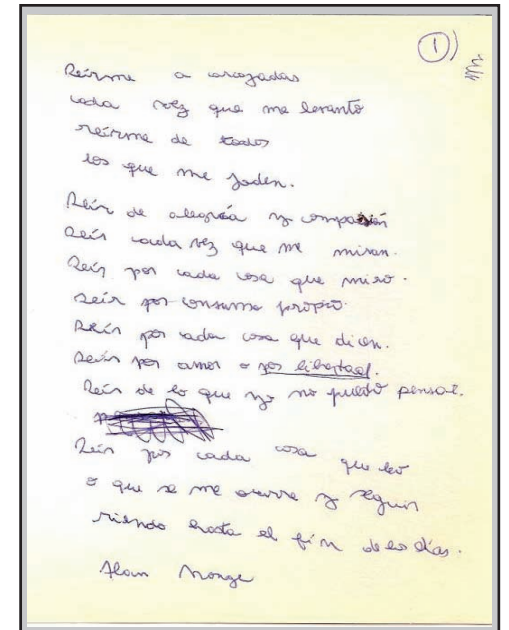 1)
Reírme a carcajadas
cada vez que me levanto
reírme de todos
los que me joden.
Reír de alegría y compasión
Reír cada vez que me miran.
Reír por cada cosa que miro.
Reír por consumo propio.
Reír por cada cosa que dicen.
Reír por amor o por libertad.
Reír de lo que yo no puedo pensar.
Reír por cada cosa que leo
o que se me ocurre y seguir
riendo hasta el fin de los días.
Alan Monge